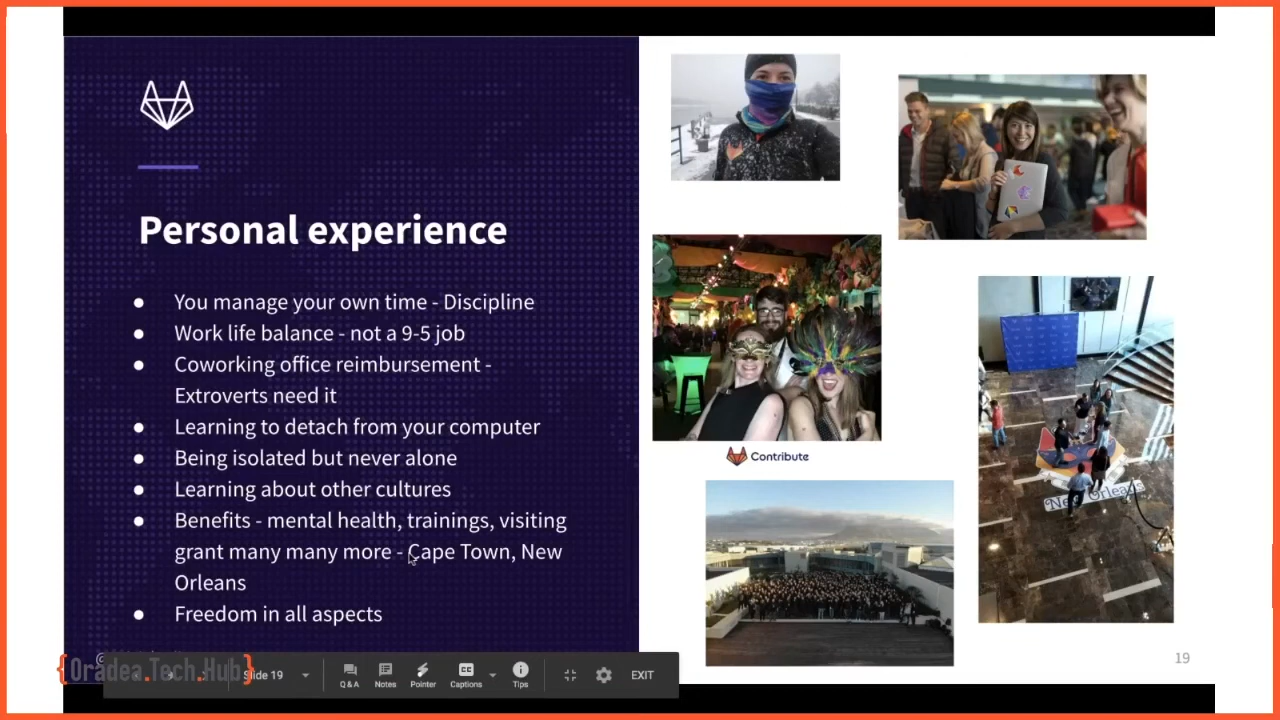 Personal experience
● You manage your own time - Discipline
● Work life balance - not a 9-5 job
● Coworking office reimbursement -
Extroverts need it
● Learning to detach from your computer
● Being isolated but never alone
● Learning about other cultures
● Benefits - mental health, trainings, visiting
grant many many more - Cape Town, New
Orleans
● Freedom in all aspects
Contribute
New Orleans
19
{Oradea.Tech.Hub}
Slide 19
Q & A
Notes
Pointer
CC
Captions
Tips
EXIT